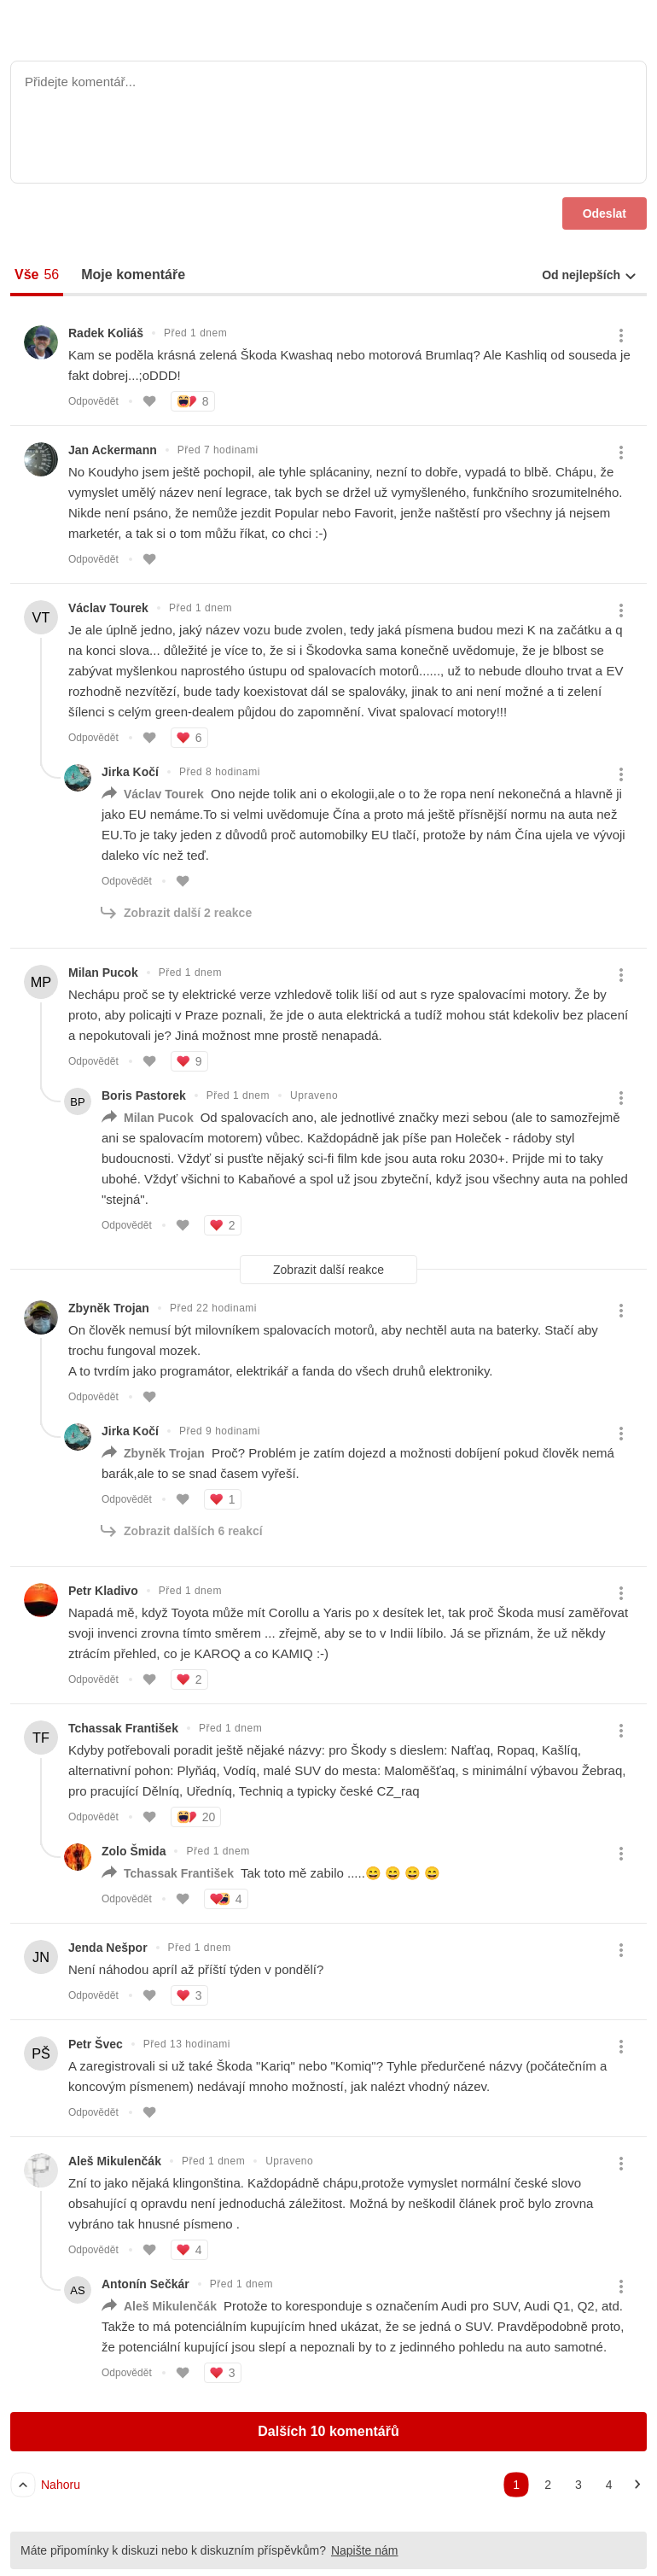 Přidejte komentář...
Odeslat
Vše 56 Moje komentáře Od nejlepších
Radek Koliáš Před 1 dnem
Kam se poděla krásná zelená Škoda Kwashaq nebo motorová Brumlaq? Ale Kashliq od souseda je
fakt dobrej...;oDDD!
Odpovědět 8
Jan Ackermann Před 7 hodinami
No Koudyho jsem ještě pochopil, ale tyhle splácaniny, nezní to dobře, vypadá to blbě. Chápu, že
vymyslet umělý název není legrace, tak bych se držel už vymyšleného, funkčního srozumitelného.
Nikde není psáno, že nemůže jezdit Popular nebo Favorit, jenže naštěstí pro všechny já nejsem
marketér, a tak si o tom můžu říkat, co chci :-)
Odpovědět
VT Václav Tourek Před 1 dnem
Je ale úplně jedno, jaký název vozu bude zvolen, tedy jaká písmena budou mezi K na začátku a q
na konci slova... důležité je více to, že si i Škodovka sama konečně uvědomuje, že je blbost se
zabývat myšlenkou naprostého ústupu od spalovacích motorů......, už to nebude dlouho trvat a EV
rozhodně nezvítězí, bude tady koexistovat dál se spalováky, jinak to ani není možné a ti zelení
šílenci s celým green-dealem půjdou do zapomnění. Vivat spalovací motory!!!
Odpovědět 6
Jirka Kočí Před 8 hodinami
Václav Tourek Ono nejde tolik ani o ekologii,ale o to že ropa není nekonečná a hlavně ji
jako EU nemáme.To si velmi uvědomuje Čína a proto má ještě přísnější normu na auta než
EU.To je taky jeden z důvodů proč automobilky EU tlačí, protože by nám Čína ujela ve vývoji
daleko víc než teď.
Odpovědět
Zobrazit další 2 reakce
MP Milan Pucok Před 1 dnem
Nechápu proč se ty elektrické verze vzhledově tolik liší od aut s ryze spalovacími motory. Že by
proto, aby policajti v Praze poznali, že jde o auta elektrická a tudíž mohou stát kdekoliv bez placení
a nepokutovali je? Jiná možnost mne prostě nenapadá.
Odpovědět 9
BP Boris Pastorek Před 1 dnem Upraveno
Milan Pucok Od spalovacích ano, ale jednotlivé značky mezi sebou (ale to samozřejmě
ani se spalovacím motorem) vůbec. Každopádně jak píše pan Holeček - rádoby styl
budoucnosti. Vždyť si pusťte nějaký sci-fi film kde jsou auta roku 2030+. Prijde mi to taky
ubohé. Vždyť všichni to Kabaňové a spol už jsou zbyteční, když jsou všechny auta na pohled
"stejná".
Odpovědět 2
Zobrazit další reakce
Zbyněk Trojan Před 22 hodinami
On člověk nemusí být milovníkem spalovacích motorů, aby nechtěl auta na baterky. Stačí aby
trochu fungoval mozek.
A to tvrdím jako programátor, elektrikář a fanda do všech druhů elektroniky.
Odpovědět
Jirka Kočí Před 9 hodinami
Zbyněk Trojan Proč? Problém je zatím dojezd a možnosti dobíjení pokud člověk nemá
barák,ale to se snad časem vyřeší.
Odpovědět 1
Zobrazit dalších 6 reakcí
Petr Kladivo Před 1 dnem
Napadá mě, když Toyota může mít Corollu a Yaris po x desítek let, tak proč Škoda musí zaměřovat
svoji invenci zrovna tímto směrem ... zřejmě, aby se to v Indii líbilo. Já se přiznám, že už někdy
ztrácím přehled, co je KAROQ a co KAMIQ :-)
Odpovědět 2
TF Tchassak František Před 1 dnem
Kdyby potřebovali poradit ještě nějaké názvy: pro Škody s dieslem: Nafťaq, Ropaq, Kašlíq,
alternativní pohon: Plyňáq, Vodíq, malé SUV do mesta: Maloměšťaq, s minimální výbavou Žebraq,
pro pracující Dělníq, Uředníq, Techniq a typicky české CZ_raq
Odpovědět 20
Zolo Šmida Před 1 dnem
Tchassak František Tak toto mě zabilo .....😄 😄 😄 😄
Odpovědět 4
JN Jenda Nešpor Před 1 dnem
Není náhodou apríl až příští týden v pondělí?
Odpovědět 3
PŠ Petr Švec Před 13 hodinami
A zaregistrovali si už také Škoda "Kariq" nebo "Komiq"? Tyhle předurčené názvy (počátečním a
koncovým písmenem) nedávají mnoho možností, jak nalézt vhodný název.
Odpovědět
Aleš Mikulenčák Před 1 dnem Upraveno
Zní to jako nějaká klingonština. Každopádně chápu,protože vymyslet normální české slovo
obsahující q opravdu není jednoduchá záležitost. Možná by neškodil článek proč bylo zrovna
vybráno tak hnusné písmeno .
Odpovědět 4
AS Antonín Sečkár Před 1 dnem
Aleš Mikulenčák Protože to koresponduje s označením Audi pro SUV, Audi Q1, Q2, atd.
Takže to má potenciálním kupujícím hned ukázat, že se jedná o SUV. Pravděpodobně proto,
že potenciální kupující jsou slepí a nepoznali by to z jedinného pohledu na auto samotné.
Odpovědět 3
Dalších 10 komentářů
Nahoru 1 2 3 4
Máte připomínky k diskuzi nebo k diskuzním příspěvkům? Napište nám